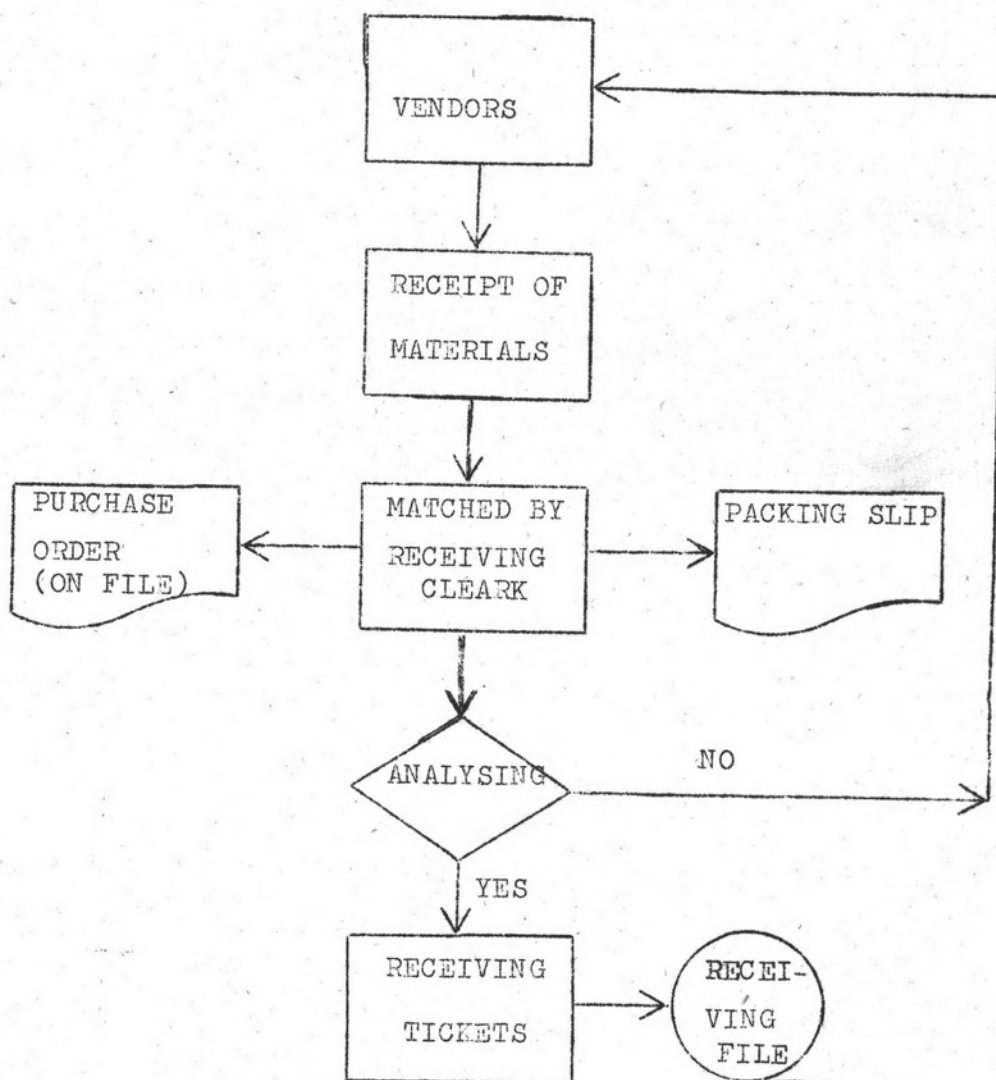 VENDORS
RECEIPT OF
MATERIALS
PURCHASE
ORDER
(ON FILE)
MATCHED BY
RECEIVING
CLEARK
PACKING SLIP
ANALYSING
NO
YES
RECEIVING
TICKETS
RECEI-
VING
FILE